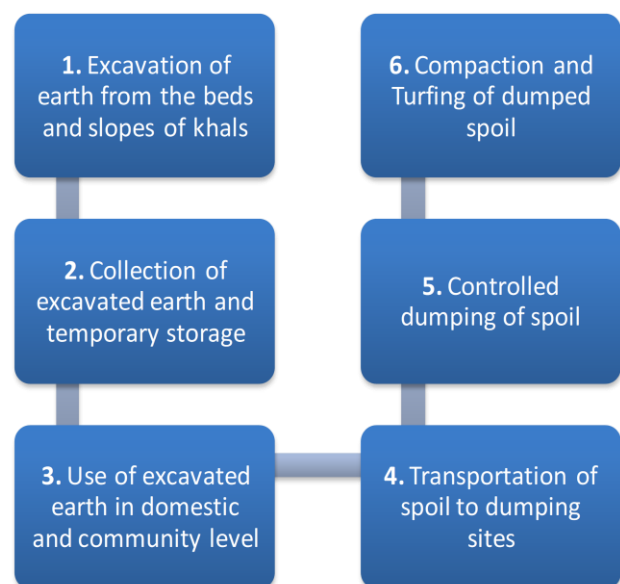 1. Excavation of
earth from the beds
and slopes of khals
2. Collection of
excavated earth and
temporary storage
3. Use of excavated
earth in domestic
and community level
4. Transportation of
spoil to dumping
sites
5. Controlled
dumping of spoil
6. Compaction and
Turfing of dumped
spoil